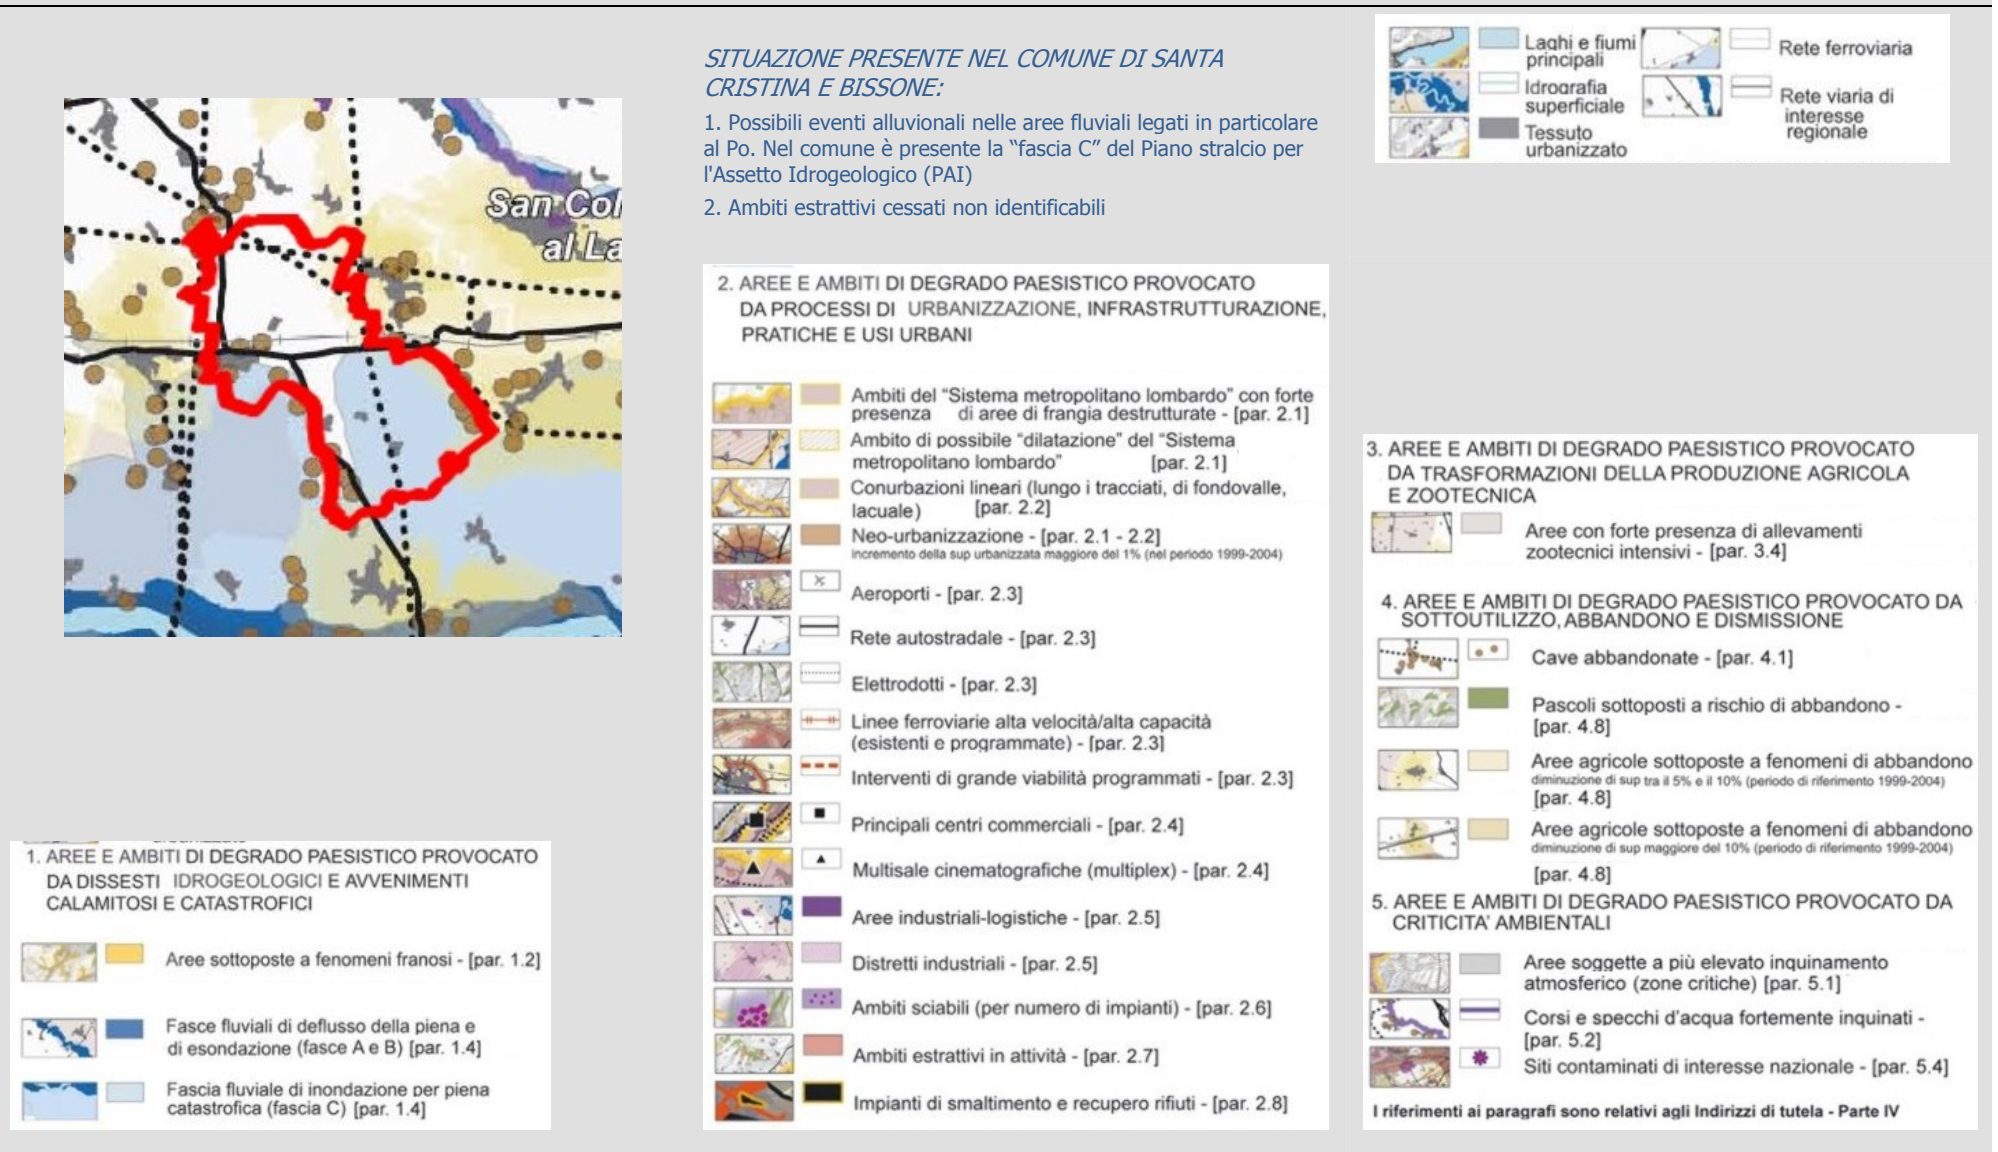 San Col
al La
SITUAZIONE PRESENTE NEL COMUNE DI SANTA
CRISTINA E BISSONE:
1. Possibili eventi alluvionali nelle aree fluviali legati in particolare
al Po. Nel comune è presente la “fascia C” del Piano stralcio per
l'Assetto Idrogeologico (PAI)
2. Ambiti estrattivi cessati non identificabili
Laghi e fiumi
principali
Idrografia
superficiale
Tessuto
urbanizzato
Rete ferroviaria
Rete viaria di
interesse
regionale
1. AREE E AMBITI DI DEGRADO PAESISTICO PROVOCATO
DA DISSESTI IDROGEOLOGICI E AVVENIMENTI
CALAMITOSI E CATASTROFICI
Aree sottoposte a fenomeni franosi - [par. 1.2]
Fasce fluviali di deflusso della piena e
di esondazione (fasce A e B) [par. 1.4]
Fascia fluviale di inondazione per piena
catastrofica (fascia C) [par. 1.4]
2. AREE E AMBITI DI DEGRADO PAESISTICO PROVOCATO
DA PROCESSI DI URBANIZZAZIONE, INFRASTRUTTURAZIONE,
PRATICHE E USI URBANI
Ambiti del “Sistema metropolitano lombardo” con forte
presenza di aree di frangia destrutturate - [par. 2.1]
Ambito di possibile “dilatazione” del “Sistema
metropolitano lombardo” [par. 2.1]
Conurbazioni lineari (lungo i tracciati, di fondovalle,
lacuale) [par. 2.2]
Neo-urbanizzazione - [par. 2.1 - 2.2]
incremento della sup urbanizzata maggiore del 1% (nel periodo 1999-2004)
Aeroporti - [par. 2.3]
Rete autostradale - [par. 2.3]
Elettrodotti - [par. 2.3]
Linee ferroviarie alta velocità/alta capacità
(esistenti e programmate) - [par. 2.3]
Interventi di grande viabilità programmati - [par. 2.3]
Principali centri commerciali - [par. 2.4]
Multisale cinematografiche (multiplex) - [par. 2.4]
Aree industriali-logistiche - [par. 2.5]
Distretti industriali - [par. 2.5]
Ambiti sciabili (per numero di impianti) - [par. 2.6]
Ambiti estrattivi in attività - [par. 2.7]
Impianti di smaltimento e recupero rifiuti - [par. 2.8]
3. AREE E AMBITI DI DEGRADO PAESISTICO PROVOCATO
DA TRASFORMAZIONI DELLA PRODUZIONE AGRICOLA
E ZOOTECNICA
Aree con forte presenza di allevamenti
zootecnici intensivi - [par. 3.4]
4. AREE E AMBITI DI DEGRADO PAESISTICO PROVOCATO DA
SOTTOUTILIZZO, ABBANDONO E DISMISSIONE
Cave abbandonate - [par. 4.1]
Pascoli sottoposti a rischio di abbandono -
[par. 4.8]
Aree agricole sottoposte a fenomeni di abbandono
diminuzione di sup tra il 5% e il 10% (periodo di riferimento 1999-2004)
[par. 4.8]
Aree agricole sottoposte a fenomeni di abbandono
diminuzione di sup maggiore del 10% (periodo di riferimento 1999-2004)
[par. 4.8]
5. AREE E AMBITI DI DEGRADO PAESISTICO PROVOCATO DA
CRITICITA' AMBIENTALI
Aree soggette a più elevato inquinamento
atmosferico (zone critiche) [par. 5.1]
Corsi e specchi d'acqua fortemente inquinati -
[par. 5.2]
Siti contaminati di interesse nazionale - [par. 5.4]
I riferimenti ai paragrafi sono relativi agli Indirizzi di tutela - Parte IV